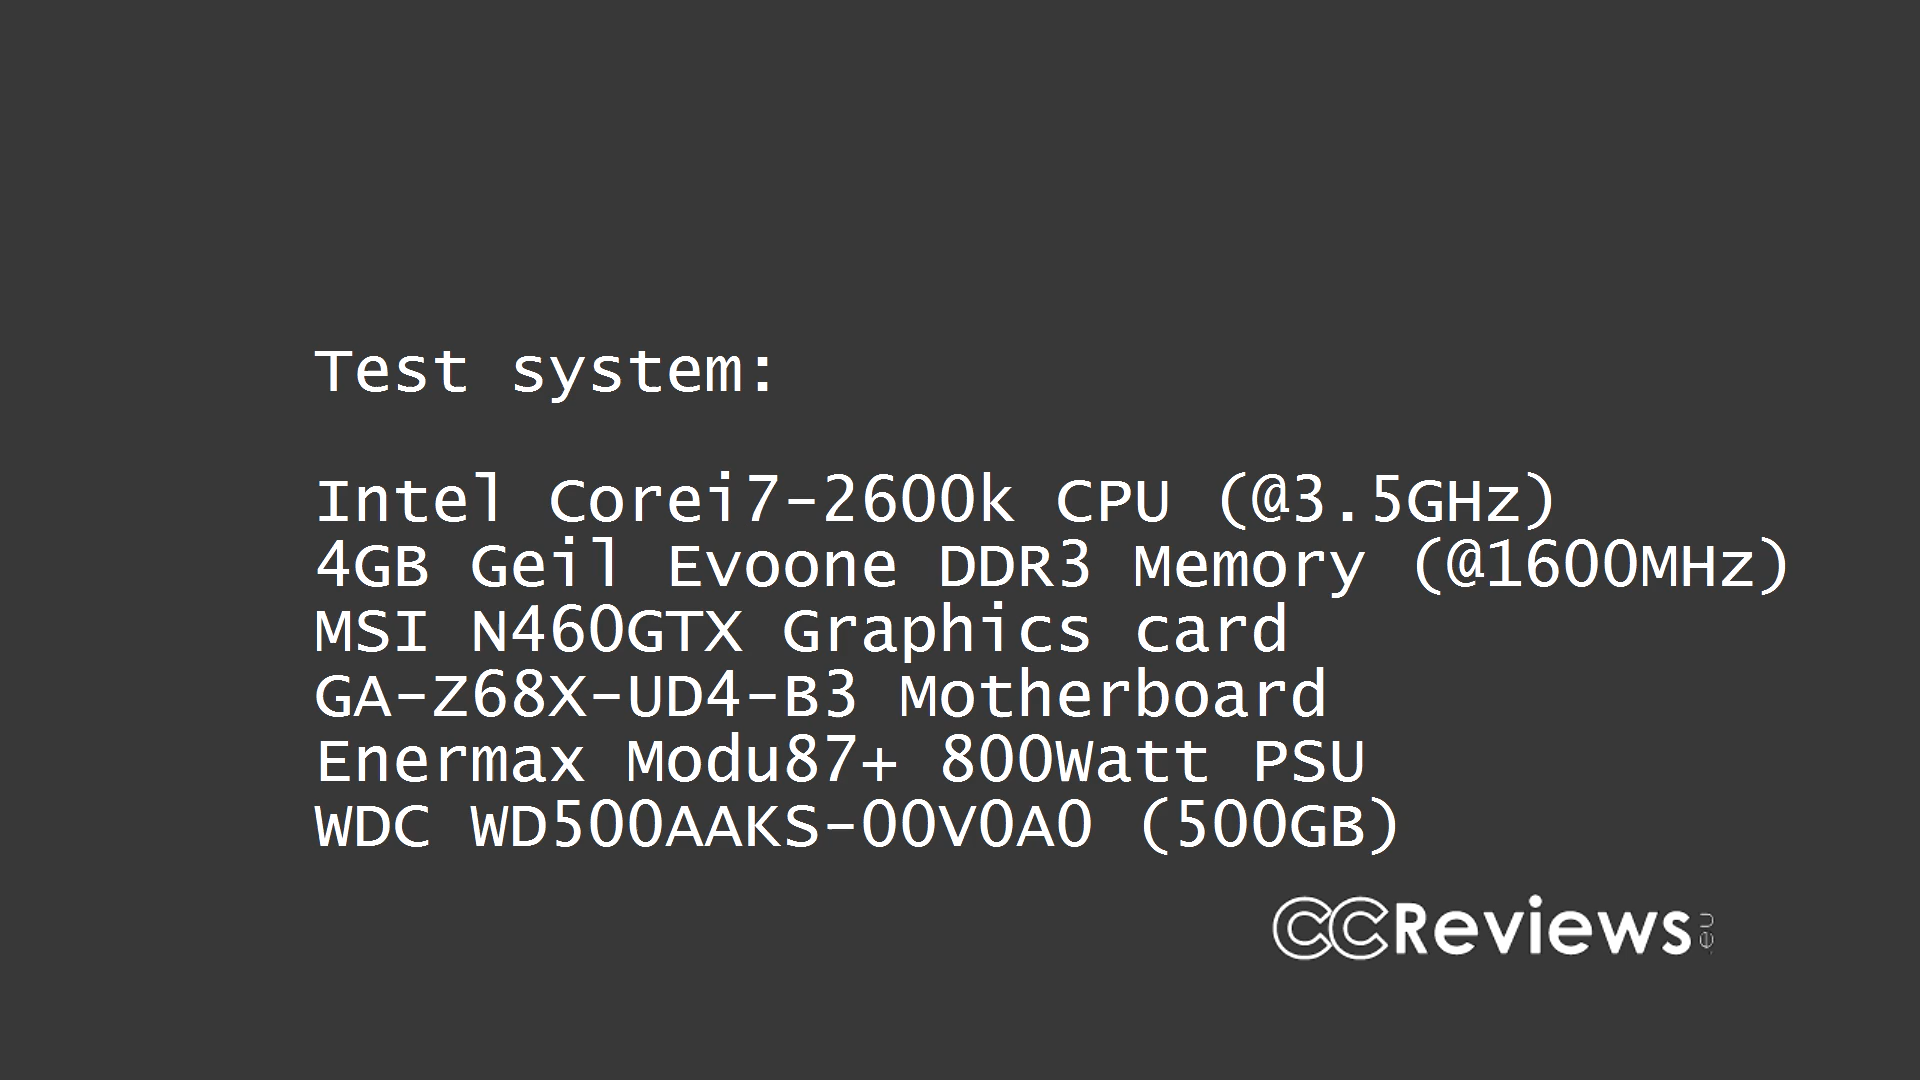 Test system:
Intel Corei7-2600k CPU (@3.5GHz)
4GB Geil Evoone DDR3 Memory (@1600MHz)
MSI N460GTX Graphics card
GA-Z68X-UD4-B3 Motherboard
Enermax Modu87+ 800Watt PSU
WDC WD500AAKS-00V0A0 (500GB)
CCReviews.eu